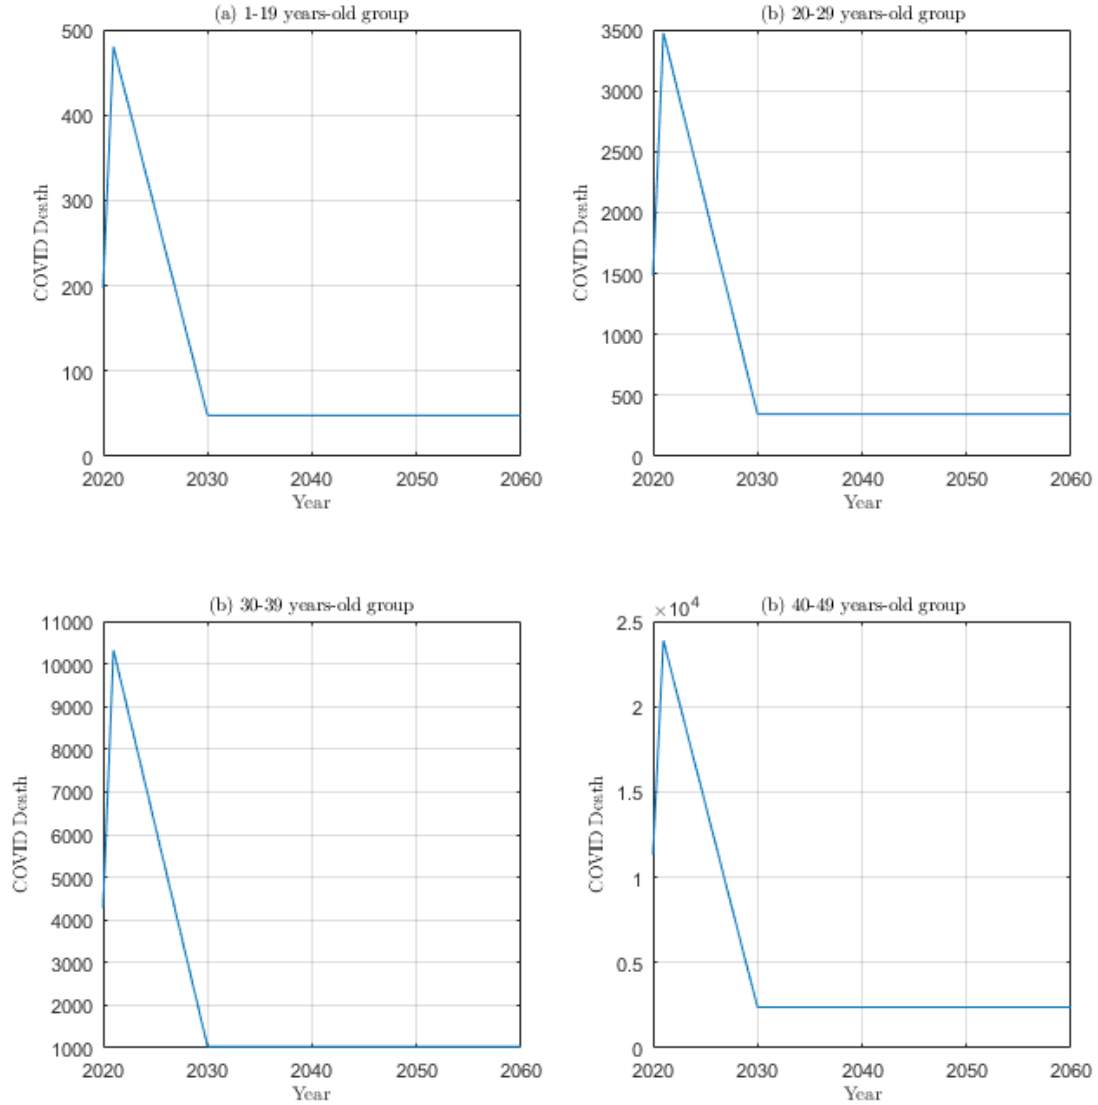 (a) 1-19 years-old group
500
400
300
200
100
0
COVID Death
2020 2030 2040 2050 2060
Year
(b) 20-29 years-old group
3500
3000
2500
2000
1500
1000
500
0
COVID Death
2020 2030 2040 2050 2060
Year
(b) 30-39 years-old group
11000
10000
9000
8000
7000
6000
5000
4000
3000
2000
1000
COVID Death
2020 2030 2040 2050 2060
Year
×10⁴ (b) 40-49 years-old group
2.5
2
1.5
1
0.5
0
COVID Death
2020 2030 2040 2050 2060
Year